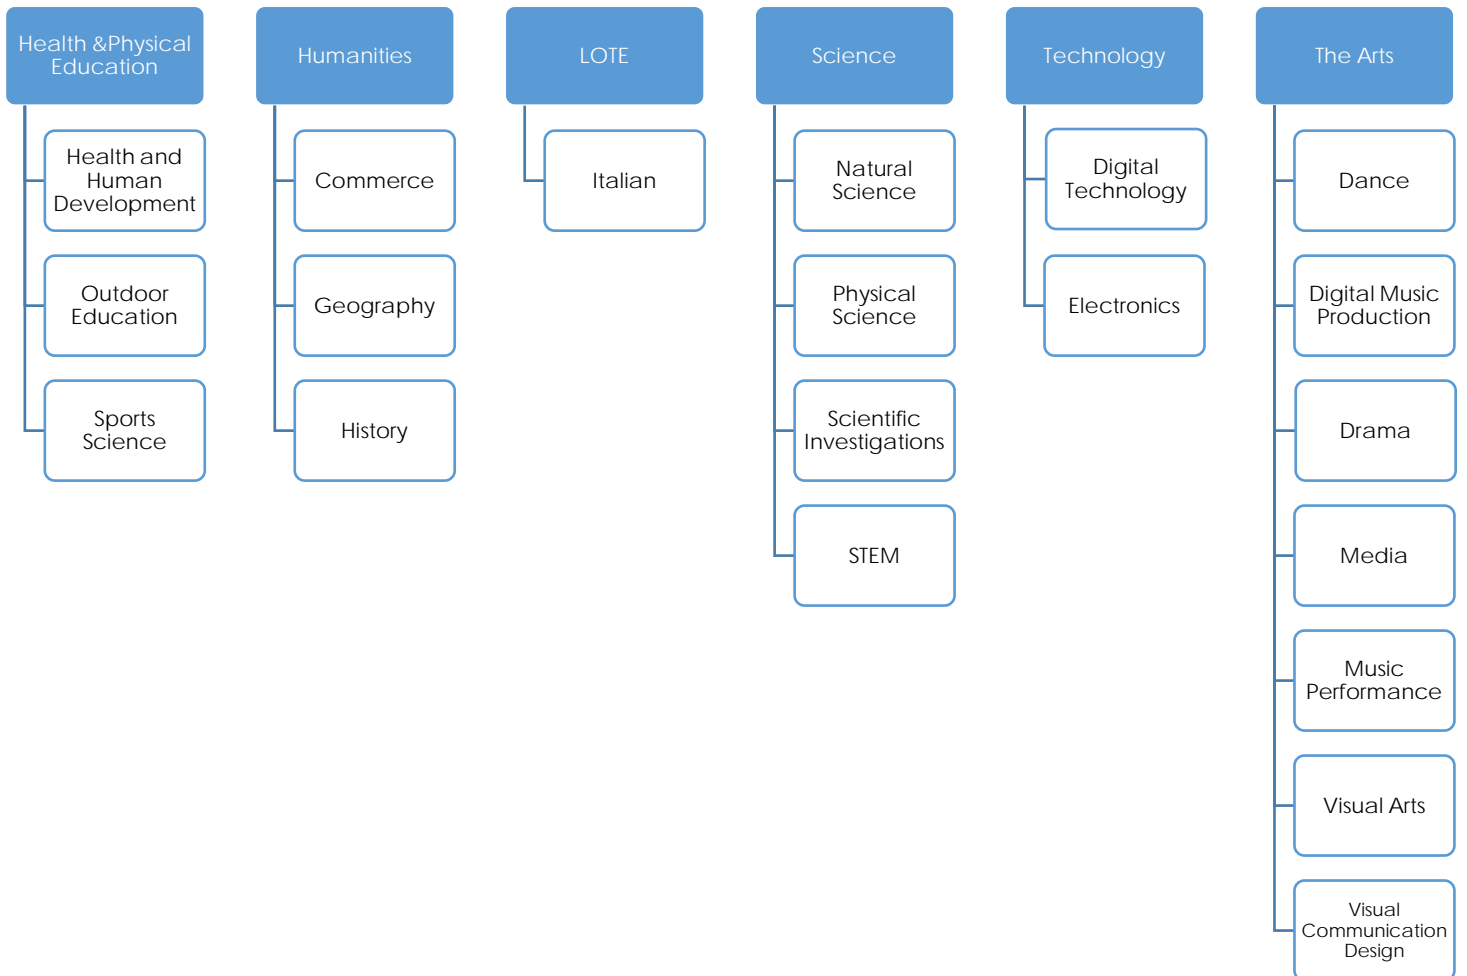 Health &Physical
Education
Health and
Human
Development
Outdoor
Education
Sports
Science
Humanities
Commerce
Geography
History
LOTE
Italian
Science
Natural
Science
Physical
Science
Scientific
Investigations
STEM
Technology
Digital
Technology
Electronics
The Arts
Dance
Digital Music
Production
Drama
Media
Music
Performance
Visual Arts
Visual
Communication
Design